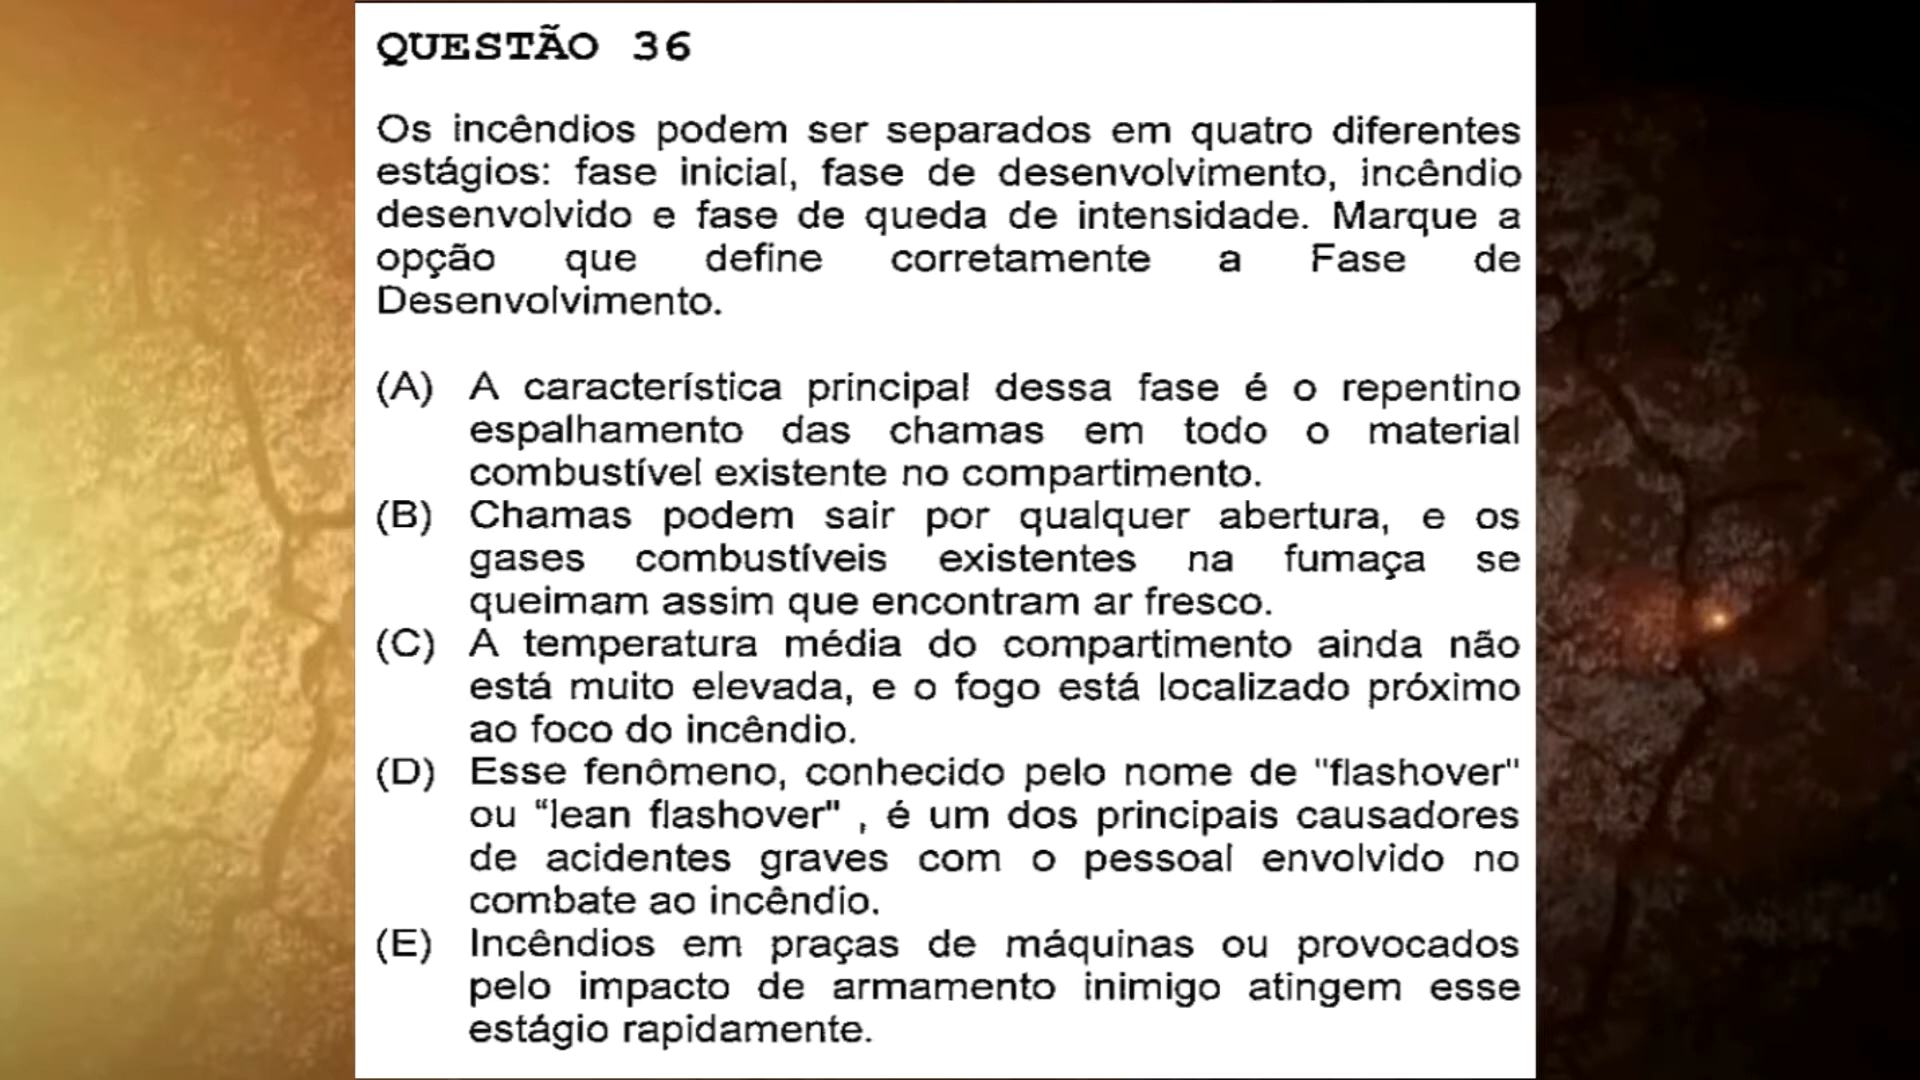 QUESTÃO 36
Os incêndios podem ser separados em quatro diferentes
estágios: fase inicial, fase de desenvolvimento, incêndio
desenvolvido e fase de queda de intensidade. Marque a
opção que define corretamente a Fase de
Desenvolvimento.
(A) A característica principal dessa fase é o repentino
espalhamento das chamas em todo o material
combustível existente no compartimento.
(B) Chamas podem sair por qualquer abertura, e os
gases combustíveis existentes na fumaça se
queimam assim que encontram ar fresco.
(C) A temperatura média do compartimento ainda não
está muito elevada, e o fogo está localizado próximo
ao foco do incêndio.
(D) Esse fenômeno, conhecido pelo nome de "flashover"
ou “lean flashover" , é um dos principais causadores
de acidentes graves com o pessoal envolvido no
combate ao incêndio.
(E) Incêndios em praças de máquinas ou provocados
pelo impacto de armamento inimigo atingem esse
estágio rapidamente.